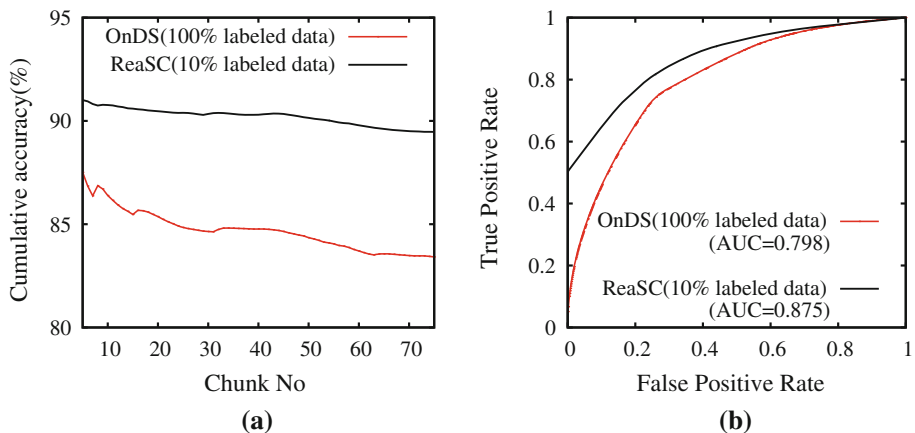 95
90
85
80
Cumulative accuracy(%)
OnDS(100% labeled data)
ReaSC(10% labeled data)
10 20 30 40 50 60 70
Chunk No
(a)
1
0.8
0.6
0.4
0.2
0
True Positive Rate
OnDS(100% labeled data)
(AUC=0.798)
ReaSC(10% labeled data)
(AUC=0.875)
0 0.2 0.4 0.6 0.8 1
False Positive Rate
(b)